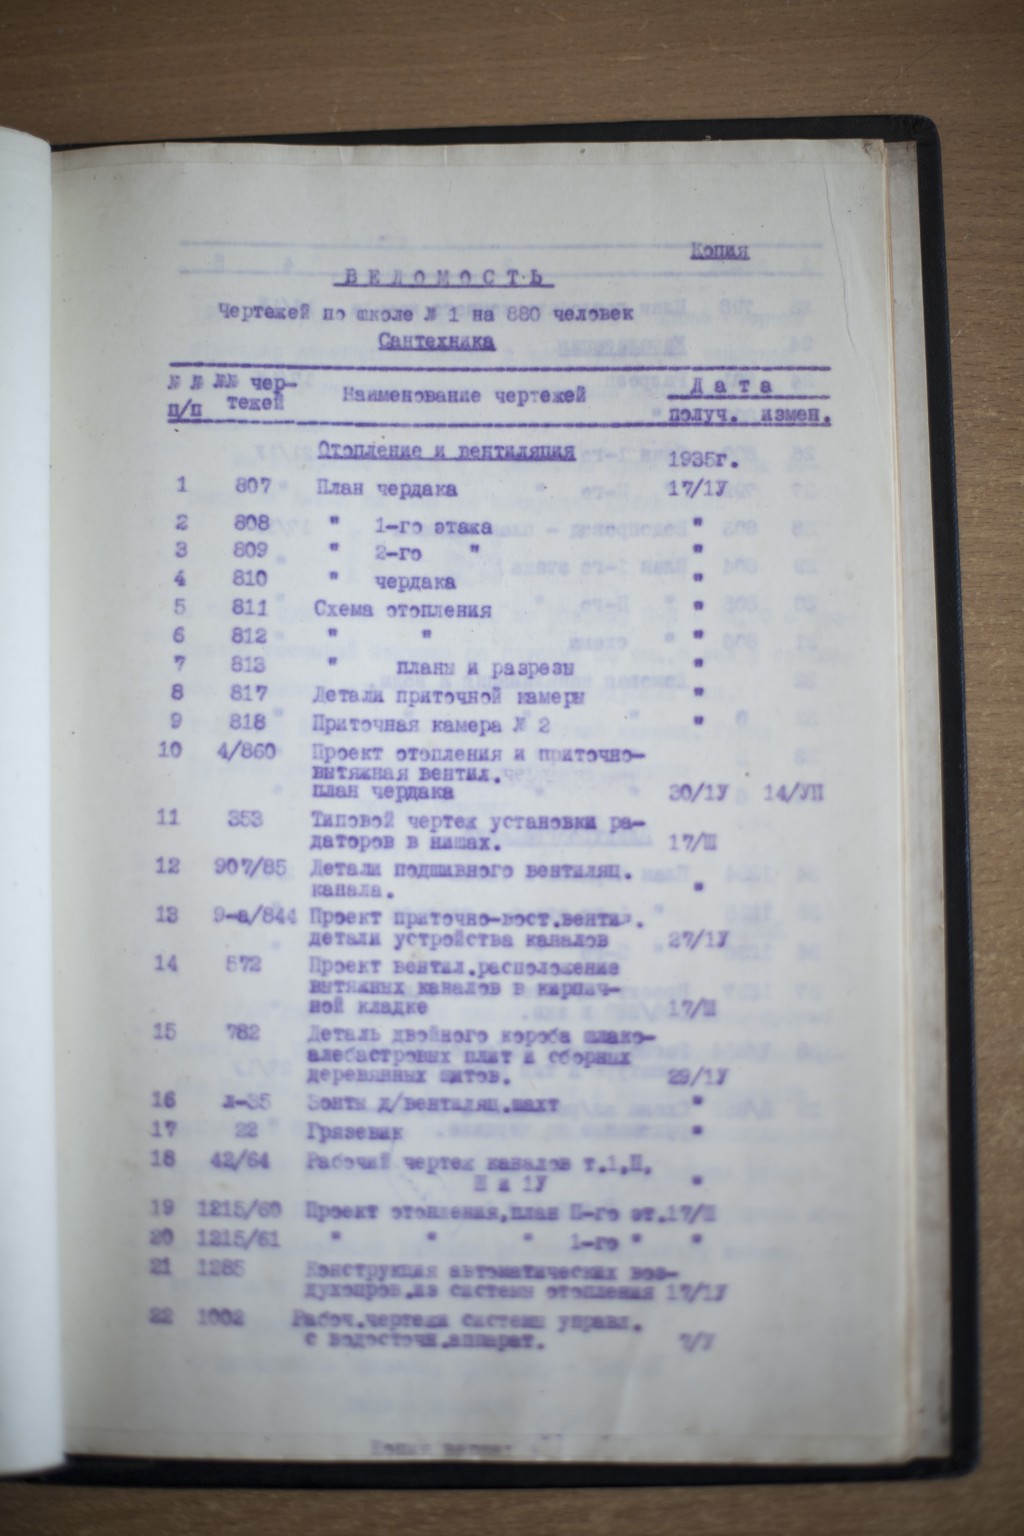 Копия
ВЕДОМОСТЬ
Чертежей по школе № 1 на 880 человек
Сантехника
№ № №№ чер- Наименование чертежей Дата
п/п тежей получ. измен.
Отопление и вентиляция 1935г.
1 807 План чердака 17/1У
2 808 " 1-го этажа "
3 809 " 2-го " "
4 810 " чердака "
5 811 Схема отопления "
6 812 " " "
7 813 " планы и разрезы "
8 817 Детали приточной камеры "
9 818 Приточная камера № 2 "
10 4/860 Проект отопления и приточно-
вытяжная вентил.
план чердака 30/1У 14/УП
11 353 Типовой чертеж установки ра-
даторов в нишах. 17/Ш
12 907/85 Детали подшивного вентиляц.
канала. "
13 9-а/844 Проект приточно-вост.вентил.
детали устройства каналов 27/1У
14 572 Проект вентил.расположение
вытяжных каналов в кирпич-
ной кладке 17/Ш
15 782 Деталь двойного короба шлако-
алебастровых плит и сборных
деревянных щитов. 29/1У
16 л-35 Зонты д/вентиляц.шахт "
17 22 Грязевик "
18 42/64 Рабочий чертеж каналов т.1,П,
Ш и 1У "
19 1215/60 Проект отопления,план П-го эт.17/Ш
20 1215/61 " " " 1-го " "
21 1285 Конструкция автоматических воз-
духопров.из системы отопления 17/1У
22 1002 Рабоч.чертежи системы управл.
с водосточн.аппарат. 7/У
Копия верна: